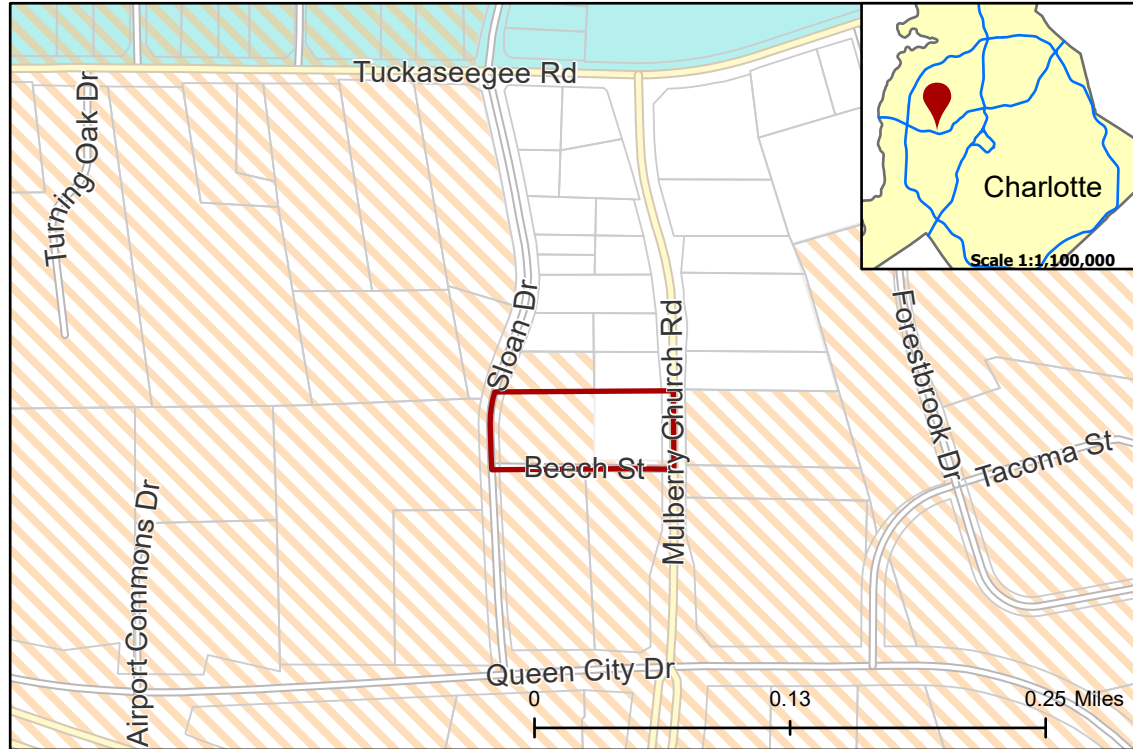 Tuckaseegee Rd
Turning Oak Dr
Charlotte
Scale 1:1,100,000
Sloan Dr
Mulberry Church Rd
Forestbrook Dr
Beech St
Tacoma St
Airport Commons Dr
Queen City Dr
0 0.13 0.25 Miles